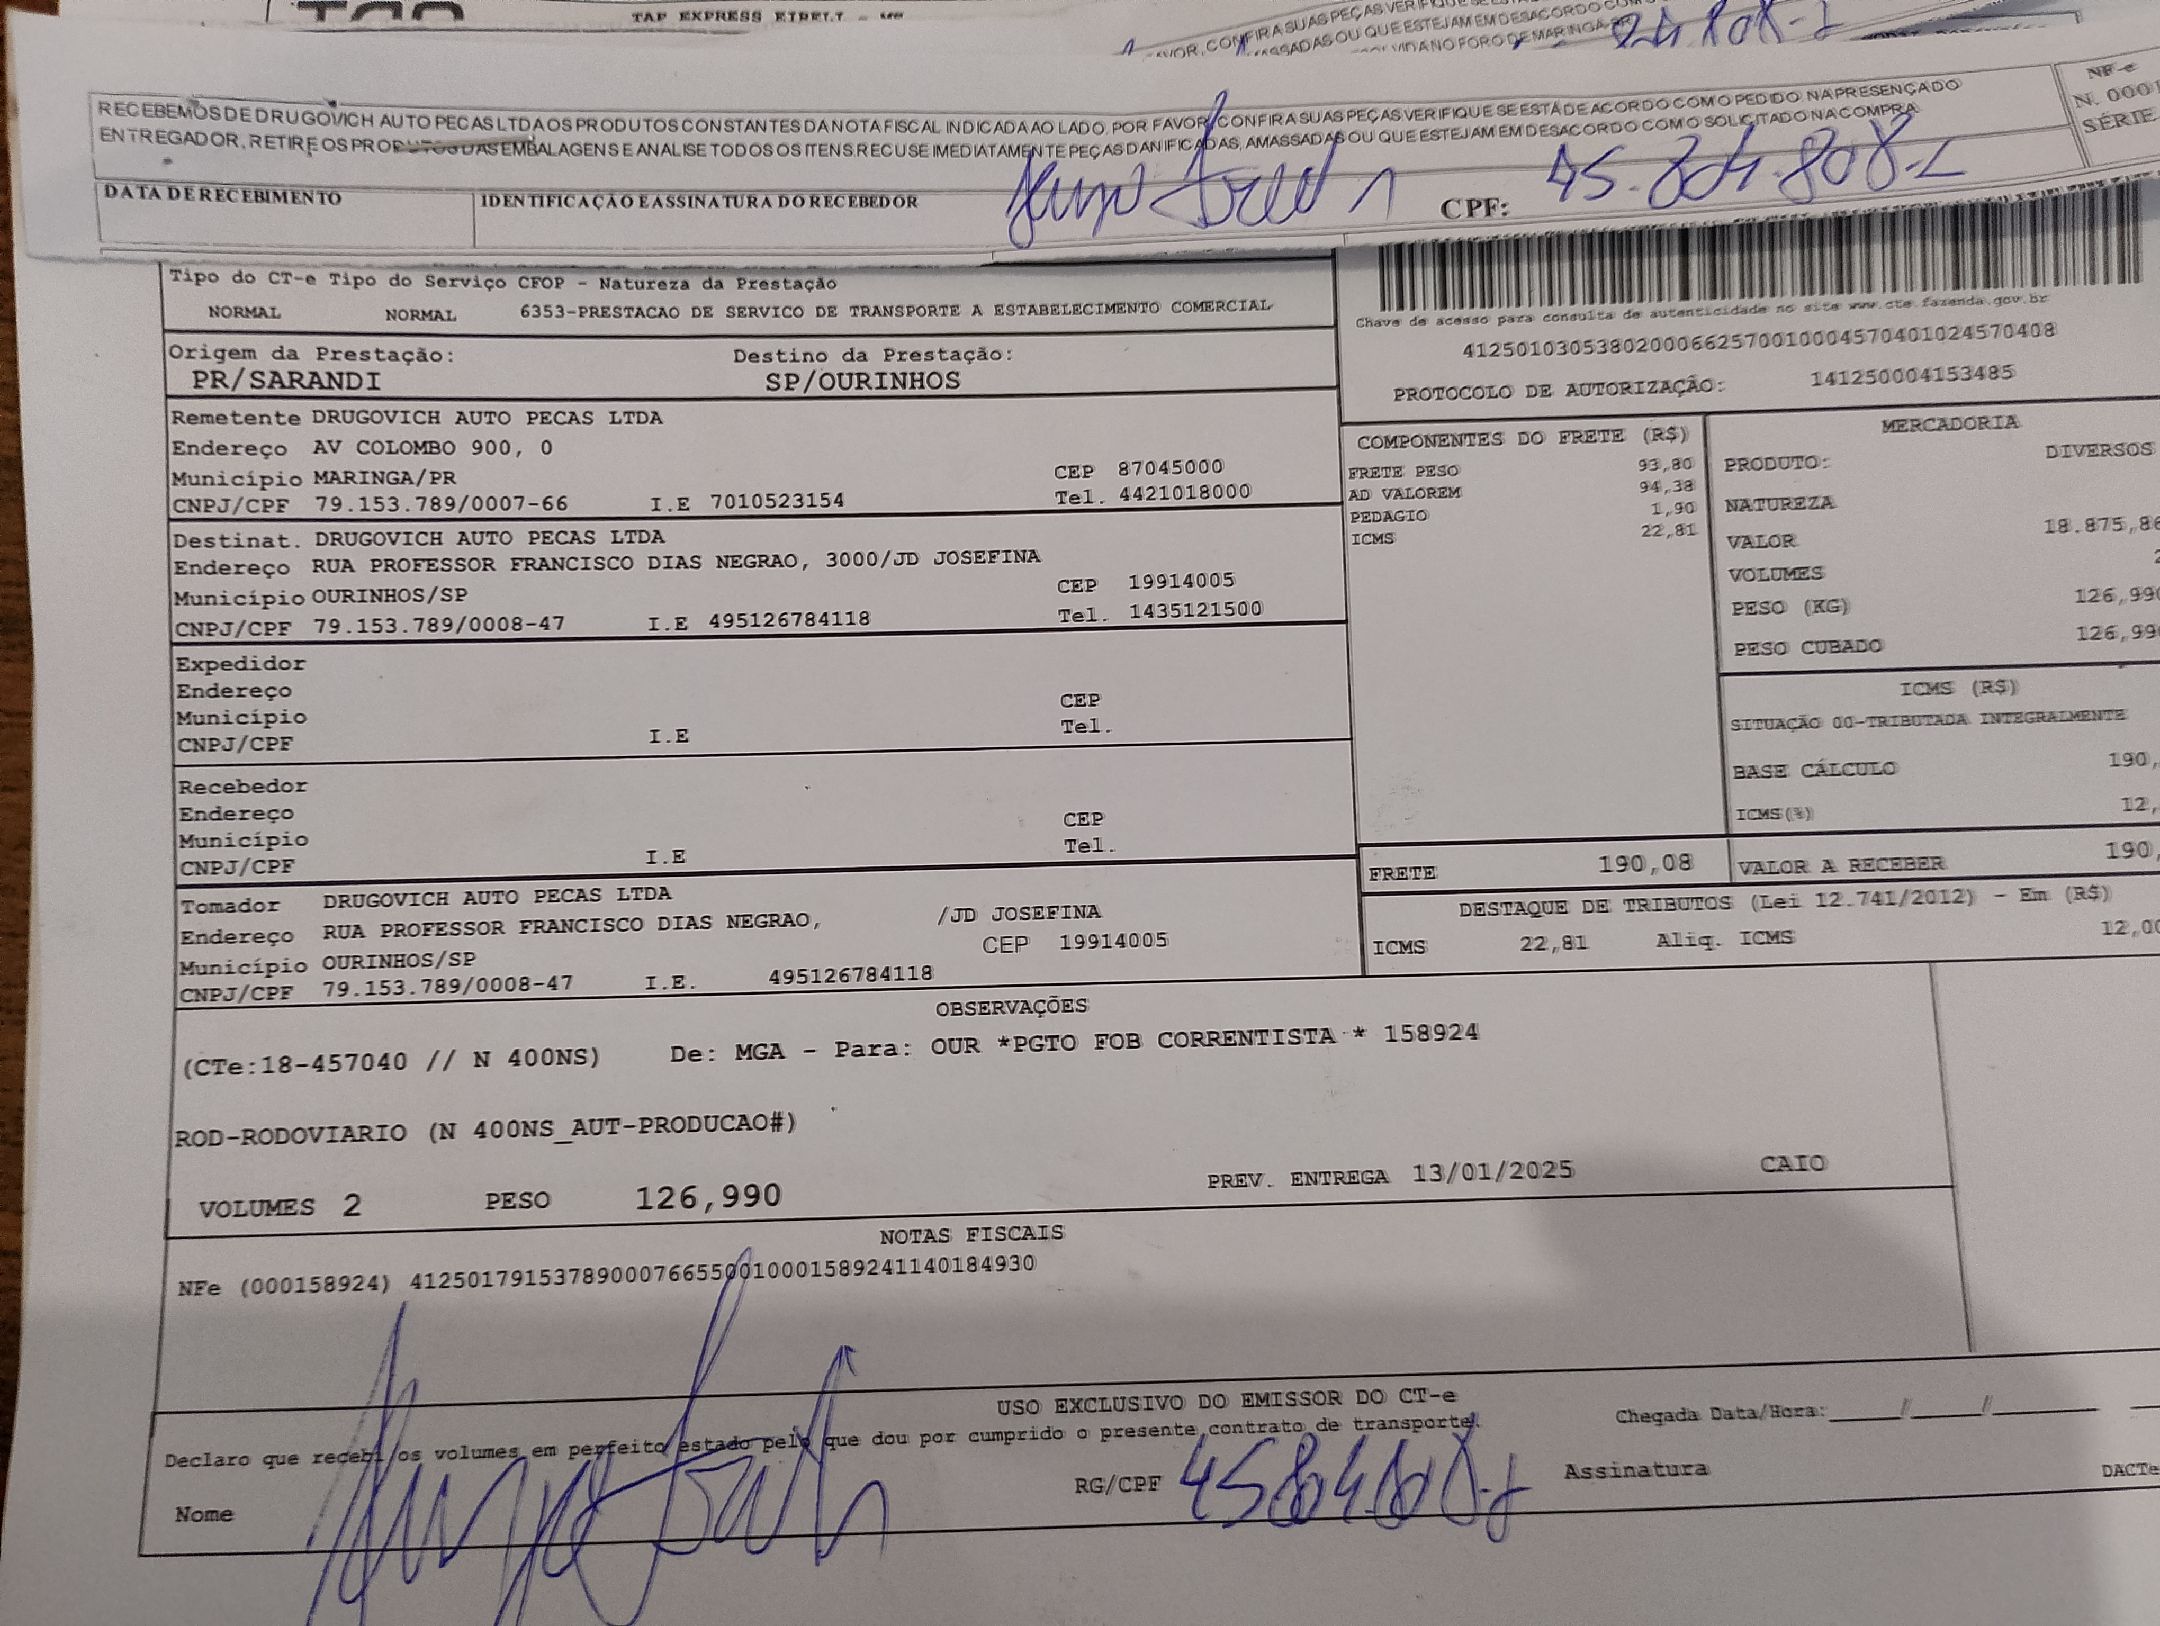 TAP EXPRESS
RECEBEMOS DE DRUGOVICH AUTO PECAS LTDA OS PRODUTOS CONSTANTES DA NOTA FISCAL INDICADA AO LADO. POR FAVOR, CONFIRA SUAS PEÇAS VERIFIQUE SE ESTÁ DE ACORDO COM O PEDIDO NA PRESENÇA DO
ENTREGADOR, RETIRE OS PRODUTOS DAS EMBALAGENS E ANALISE TODOS OS ITENS.RECUSE IMEDIATAMENTE PEÇAS DANIFICADAS, AMASSADAS OU QUE ESTEJAM EM DESACORDO COM O SOLICITADO NA COMPRA
NF-e
SÉRIE
DATA DE RECEBIMENTO IDENTIFICAÇÃO E ASSINATURA DO RECEBEDOR CPF:
Tipo do CT-e Tipo do Serviço CFOP - Natureza da Prestação
NORMAL NORMAL 6353-PRESTACAO DE SERVICO DE TRANSPORTE A ESTABELECIMENTO COMERCIAL
Chave de acesso para consulta de autenticidade no site www.cte.fazenda.gov.br
41250103053802000662570010004570401024570408
PROTOCOLO DE AUTORIZAÇÃO: 141250004153485
Origem da Prestação: Destino da Prestação:
PR/SARANDI SP/OURINHOS
Remetente DRUGOVICH AUTO PECAS LTDA
Endereço AV COLOMBO 900, 0
Município MARINGA/PR CEP 87045000
CNPJ/CPF 79.153.789/0007-66 I.E 7010523154 Tel. 4421018000
Destinat. DRUGOVICH AUTO PECAS LTDA
Endereço RUA PROFESSOR FRANCISCO DIAS NEGRAO, 3000/JD JOSEFINA
Município OURINHOS/SP CEP 19914005
CNPJ/CPF 79.153.789/0008-47 I.E 495126784118 Tel. 1435121500
Expedidor
Endereço
Município CEP
CNPJ/CPF I.E Tel.
Recebedor
Endereço
Município CEP
CNPJ/CPF I.E Tel.
Tomador DRUGOVICH AUTO PECAS LTDA
Endereço RUA PROFESSOR FRANCISCO DIAS NEGRAO, /JD JOSEFINA
Município OURINHOS/SP CEP 19914005
CNPJ/CPF 79.153.789/0008-47 I.E. 495126784118
COMPONENTES DO FRETE (R$)
FRETE PESO 93,80
AD VALOREM 94,38
PEDAGIO 1,90
ICMS 22,81
MERCADORIA
PRODUTO: DIVERSOS
NATUREZA
VALOR 18.875,86
VOLUMES
PESO (KG) 126,990
PESO CUBADO 126,990
ICMS (R$)
SITUAÇÃO 00-TRIBUTADA INTEGRALMENTE
BASE CÁLCULO 190,
ICMS(%) 12,
FRETE 190,08 VALOR A RECEBER 190,
DESTAQUE DE TRIBUTOS (Lei 12.741/2012) - Em (R$)
ICMS 22,81 Aliq. ICMS 12,00
OBSERVAÇÕES
(CTe:18-457040 // N 400NS) De: MGA - Para: OUR *PGTO FOB CORRENTISTA * 158924
ROD-RODOVIARIO (N 400NS_AUT-PRODUCAO#)
VOLUMES 2 PESO 126,990 PREV. ENTREGA 13/01/2025 CAIO
NOTAS FISCAIS
NFe (000158924) 41250179153789000766550010001589241140184930
USO EXCLUSIVO DO EMISSOR DO CT-e
Declaro que recebi os volumes em perfeito estado pelo que dou por cumprido o presente contrato de transporte. Chegada Data/Hora:____/____/____
Nome RG/CPF Assinatura DACTe